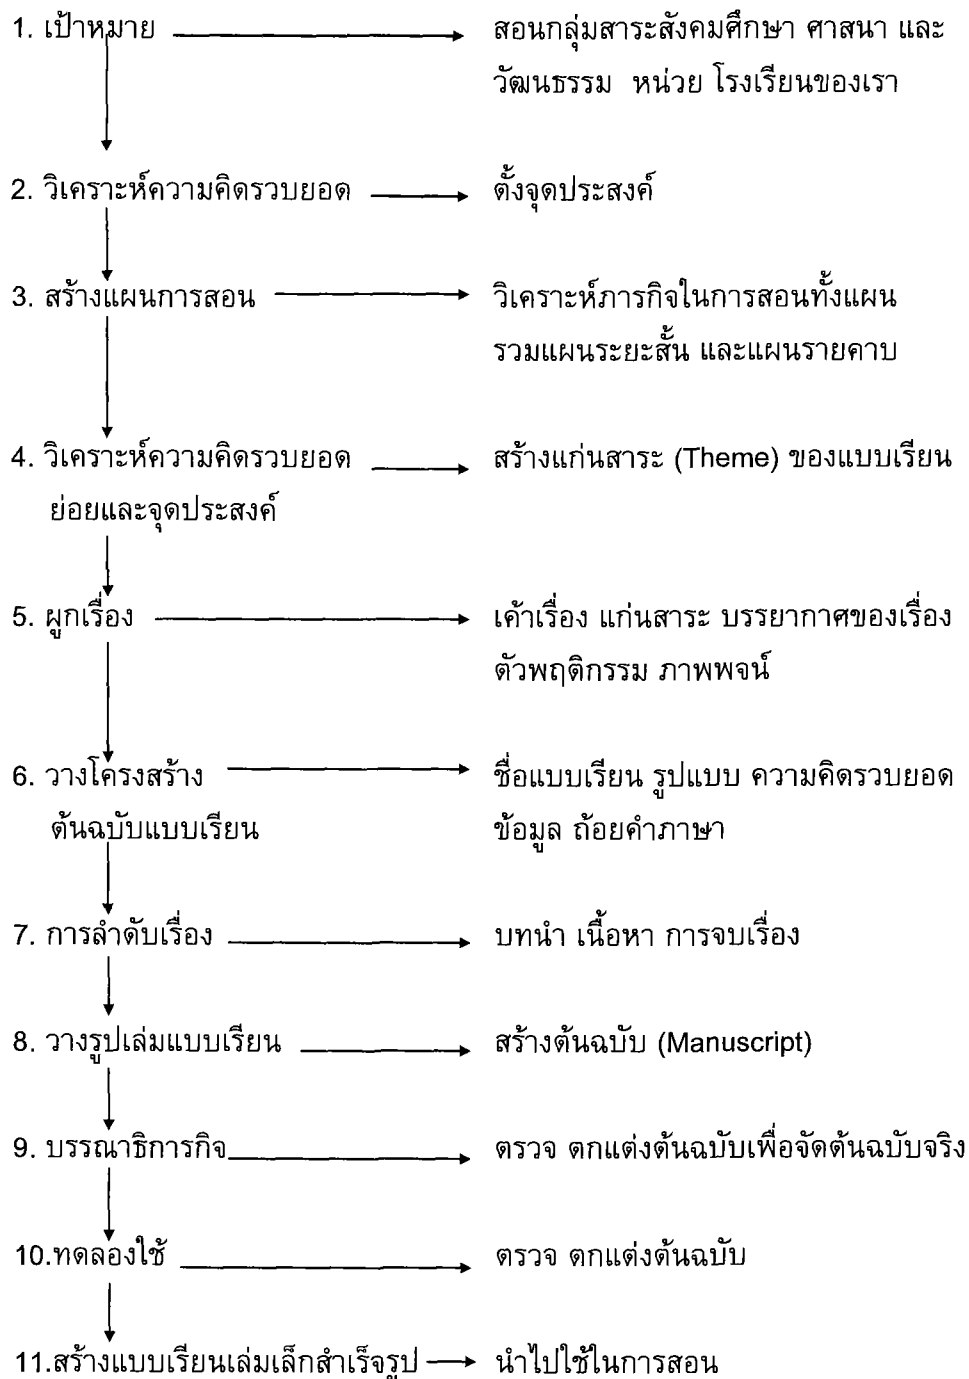 1. เป้าหมาย สอนกลุ่มสาระสังคมศึกษา ศาสนา และ
วัฒนธรรม หน่วย โรงเรียนของเรา
2. วิเคราะห์ความคิดรวบยอด ตั้งจุดประสงค์
3. สร้างแผนการสอน วิเคราะห์ภารกิจในการสอนทั้งแผน
รวมแผนระยะสั้น และแผนรายคาบ
4. วิเคราะห์ความคิดรวบยอด สร้างแก่นสาระ (Theme) ของแบบเรียน
ย่อยและจุดประสงค์
5. ผูกเรื่อง เค้าเรื่อง แก่นสาระ บรรยากาศของเรื่อง
ตัวพฤติกรรม ภาพพจน์
6. วางโครงสร้าง ชื่อแบบเรียน รูปแบบ ความคิดรวบยอด
ต้นฉบับแบบเรียน ข้อมูล ถ้อยคำภาษา
7. การลำดับเรื่อง บทนำ เนื้อหา การจบเรื่อง
8. วางรูปเล่มแบบเรียน สร้างต้นฉบับ (Manuscript)
9. บรรณาธิการกิจ ตรวจ ตกแต่งต้นฉบับเพื่อจัดต้นฉบับจริง
10.ทดลองใช้ ตรวจ ตกแต่งต้นฉบับ
11.สร้างแบบเรียนเล่มเล็กสำเร็จรูป นำไปใช้ในการสอน